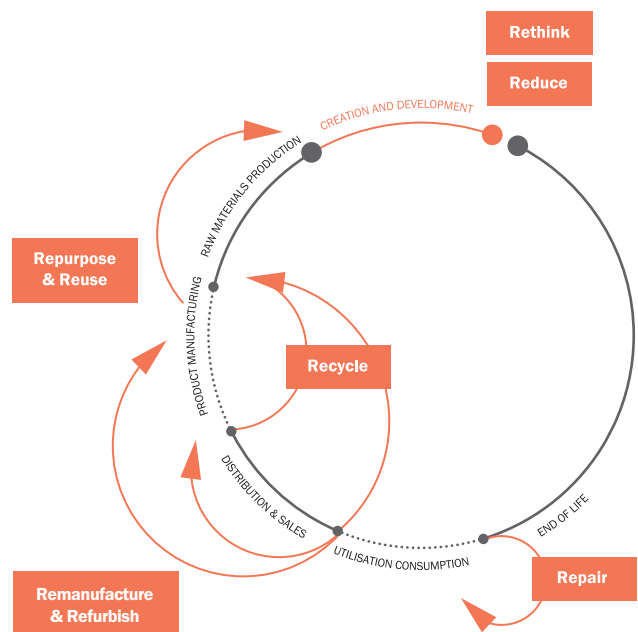 Rethink
Reduce
CREATION AND DEVELOPMENT
RAW MATERIALS PRODUCTION
Repurpose
& Reuse
PRODUCT MANUFACTURING
Recycle
DISTRIBUTION & SALES
UTILISATION CONSUMPTION
END OF LIFE
Repair
Remanufacture
& Refurbish